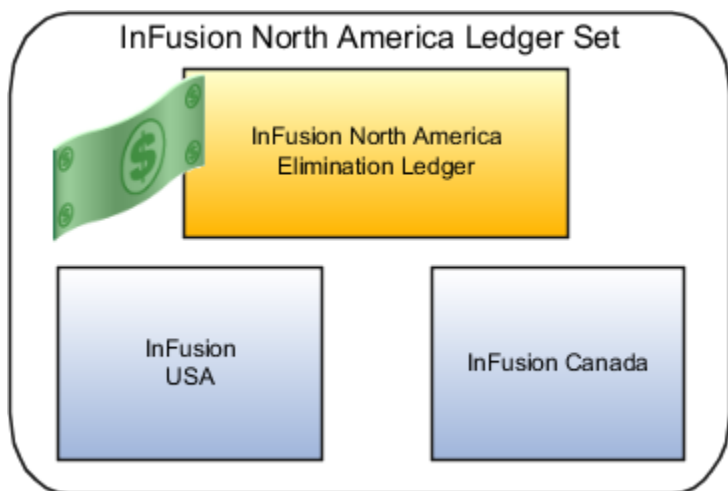 InFusion North America Ledger Set
InFusion North America
Elimination Ledger
$
InFusion
USA
InFusion Canada